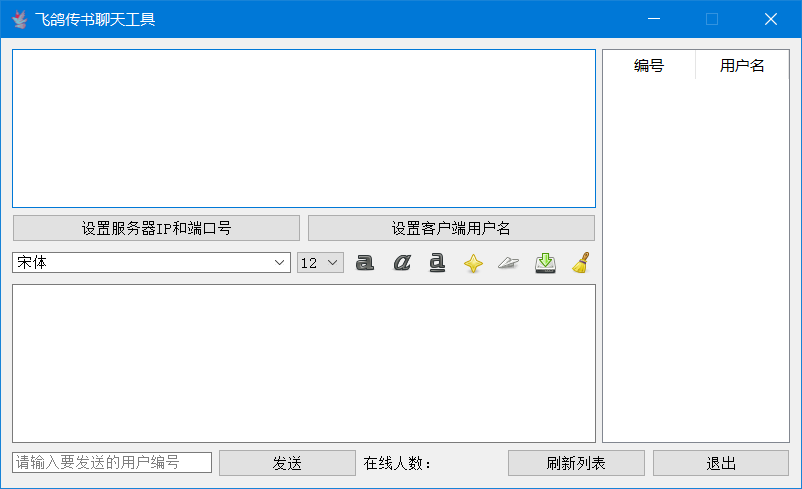 飞鸽传书聊天工具
编号 用户名
设置服务器IP和端口号 设置客户端用户名
宋体 12 a a a
请输入要发送的用户编号 发送 在线人数： 刷新列表 退出